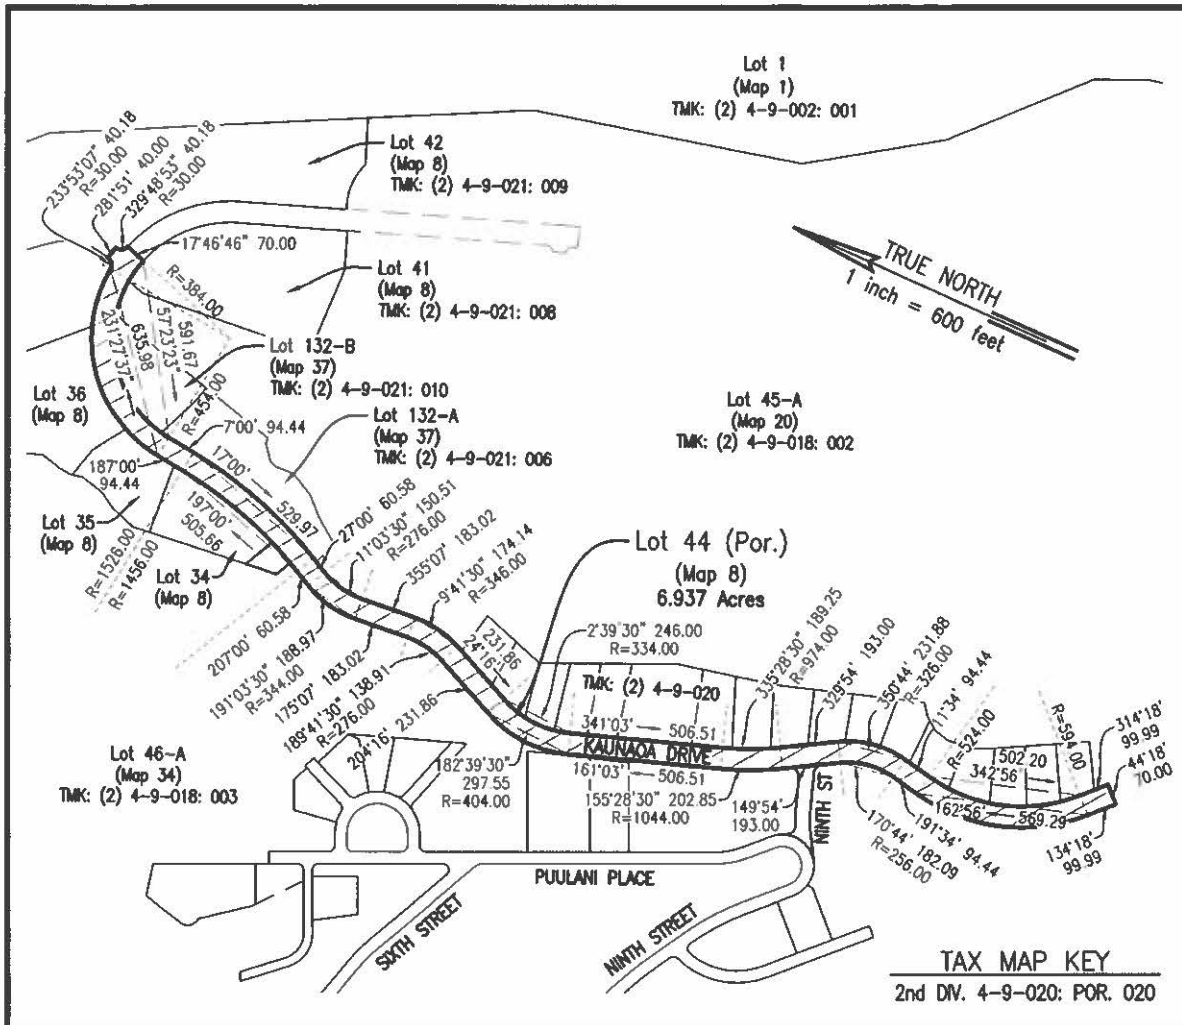 Lot 1
(Map 1)
TMK: (2) 4-9-002: 001
233°53'07" 40.18
R=30.00
281°51' 40.00
329°48'53" 40.18
R=30.00
Lot 42
(Map 8)
TMK: (2) 4-9-021: 009
17°46'46" 70.00
R=384.00
Lot 41
(Map 8)
TMK: (2) 4-9-021: 008
TRUE NORTH
1 inch = 600 feet
231°27'37"
635.98
57°23'23"
591.67
Lot 132-B
(Map 37)
TMK: (2) 4-9-021: 010
Lot 36
(Map 8)
R=454.00
Lot 132-A
(Map 37)
TMK: (2) 4-9-021: 006
Lot 45-A
(Map 20)
TMK: (2) 4-9-018: 002
7°00' 94.44
187°00'
94.44
17°00'
529.97
197°00'
505.66
Lot 35
(Map 8)
R=1526.00
R=1456.00
Lot 34
(Map 8)
27°00' 60.58
11°03'30" 150.51
R=276.00
355°07' 183.02
9°41'30" 174.14
R=346.00
Lot 44 (Por.)
(Map 8)
6.937 Acres
207°00' 60.58
191°03'30" 188.97
R=344.00
175°07' 183.02
189°41'30" 138.91
R=276.00
204°16' 231.86
231.86
24°16'
2°39'30" 246.00
R=334.00
TMK: (2) 4-9-020
341°03' 506.51
KAUNAOA DRIVE
161°03' 506.51
335°28'30" 189.25
R=974.00
329°54' 193.00
350°44' 231.88
R=326.00
11°34' 94.44
R=524.00
R=594.00
502.20
342°56'
314°18'
99.99
44°18'
70.00
Lot 46-A
(Map 34)
TMK: (2) 4-9-018: 003
182°39'30"
297.55
R=404.00
155°28'30" 202.85
R=1044.00
149°54'
193.00
NINTH ST
170°44' 182.09
R=256.00
191°34' 94.44
162°56' 569.29
134°18'
99.99
PUULANI PLACE
SIXTH STREET
NINTH STREET
TAX MAP KEY
2nd DIV. 4-9-020: POR. 020